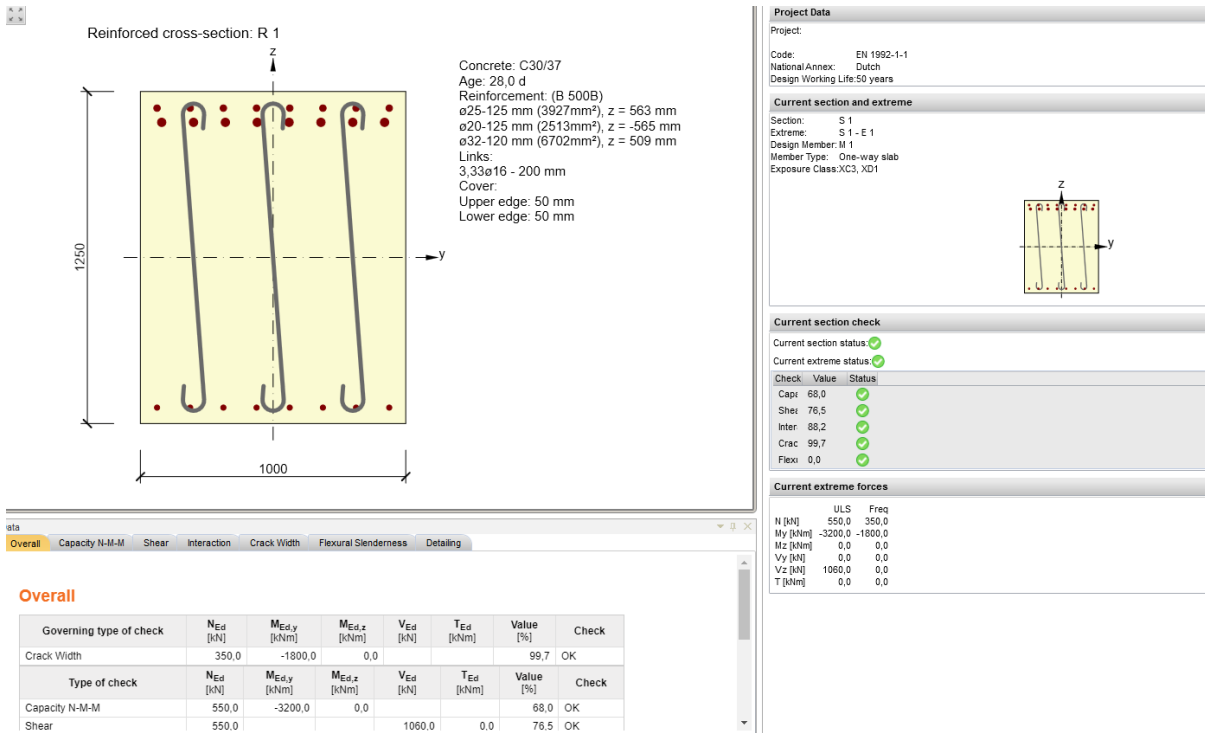 Reinforced cross-section: R 1
z
y
1250
1000
Concrete: C30/37
Age: 28,0 d
Reinforcement: (B 500B)
ø25-125 mm (3927mm²), z = 563 mm
ø20-125 mm (2513mm²), z = -565 mm
ø32-120 mm (6702mm²), z = 509 mm
Links:
3,33ø16 - 200 mm
Cover:
Upper edge: 50 mm
Lower edge: 50 mm
ata
Overall Capacity N-M-M Shear Interaction Crack Width Flexural Slenderness Detailing
Overall
Governing type of check NEd [kN] MEd,y [kNm] MEd,z [kNm] VEd [kN] TEd [kNm] Value [%] Check
Crack Width 350,0 -1800,0 0,0 99,7 OK
Type of check NEd [kN] MEd,y [kNm] MEd,z [kNm] VEd [kN] TEd [kNm] Value [%] Check
Capacity N-M-M 550,0 -3200,0 0,0 68,0 OK
Shear 550,0 1060,0 0,0 76,5 OK
Project Data
Project:
Code: EN 1992-1-1
National Annex: Dutch
Design Working Life:50 years
Current section and extreme
Section: S 1
Extreme: S 1 - E 1
Design Member: M 1
Member Type: One-way slab
Exposure Class:XC3, XD1
z
y
Current section check
Current section status:
Current extreme status:
Check Value Status
Capa 68,0
Shea 76,5
Inter 88,2
Crac 99,7
Flexu 0,0
Current extreme forces
ULS Freq
N [kN] 550,0 350,0
My [kNm] -3200,0 -1800,0
Mz [kNm] 0,0 0,0
Vy [kN] 0,0 0,0
Vz [kN] 1060,0 0,0
T [kNm] 0,0 0,0